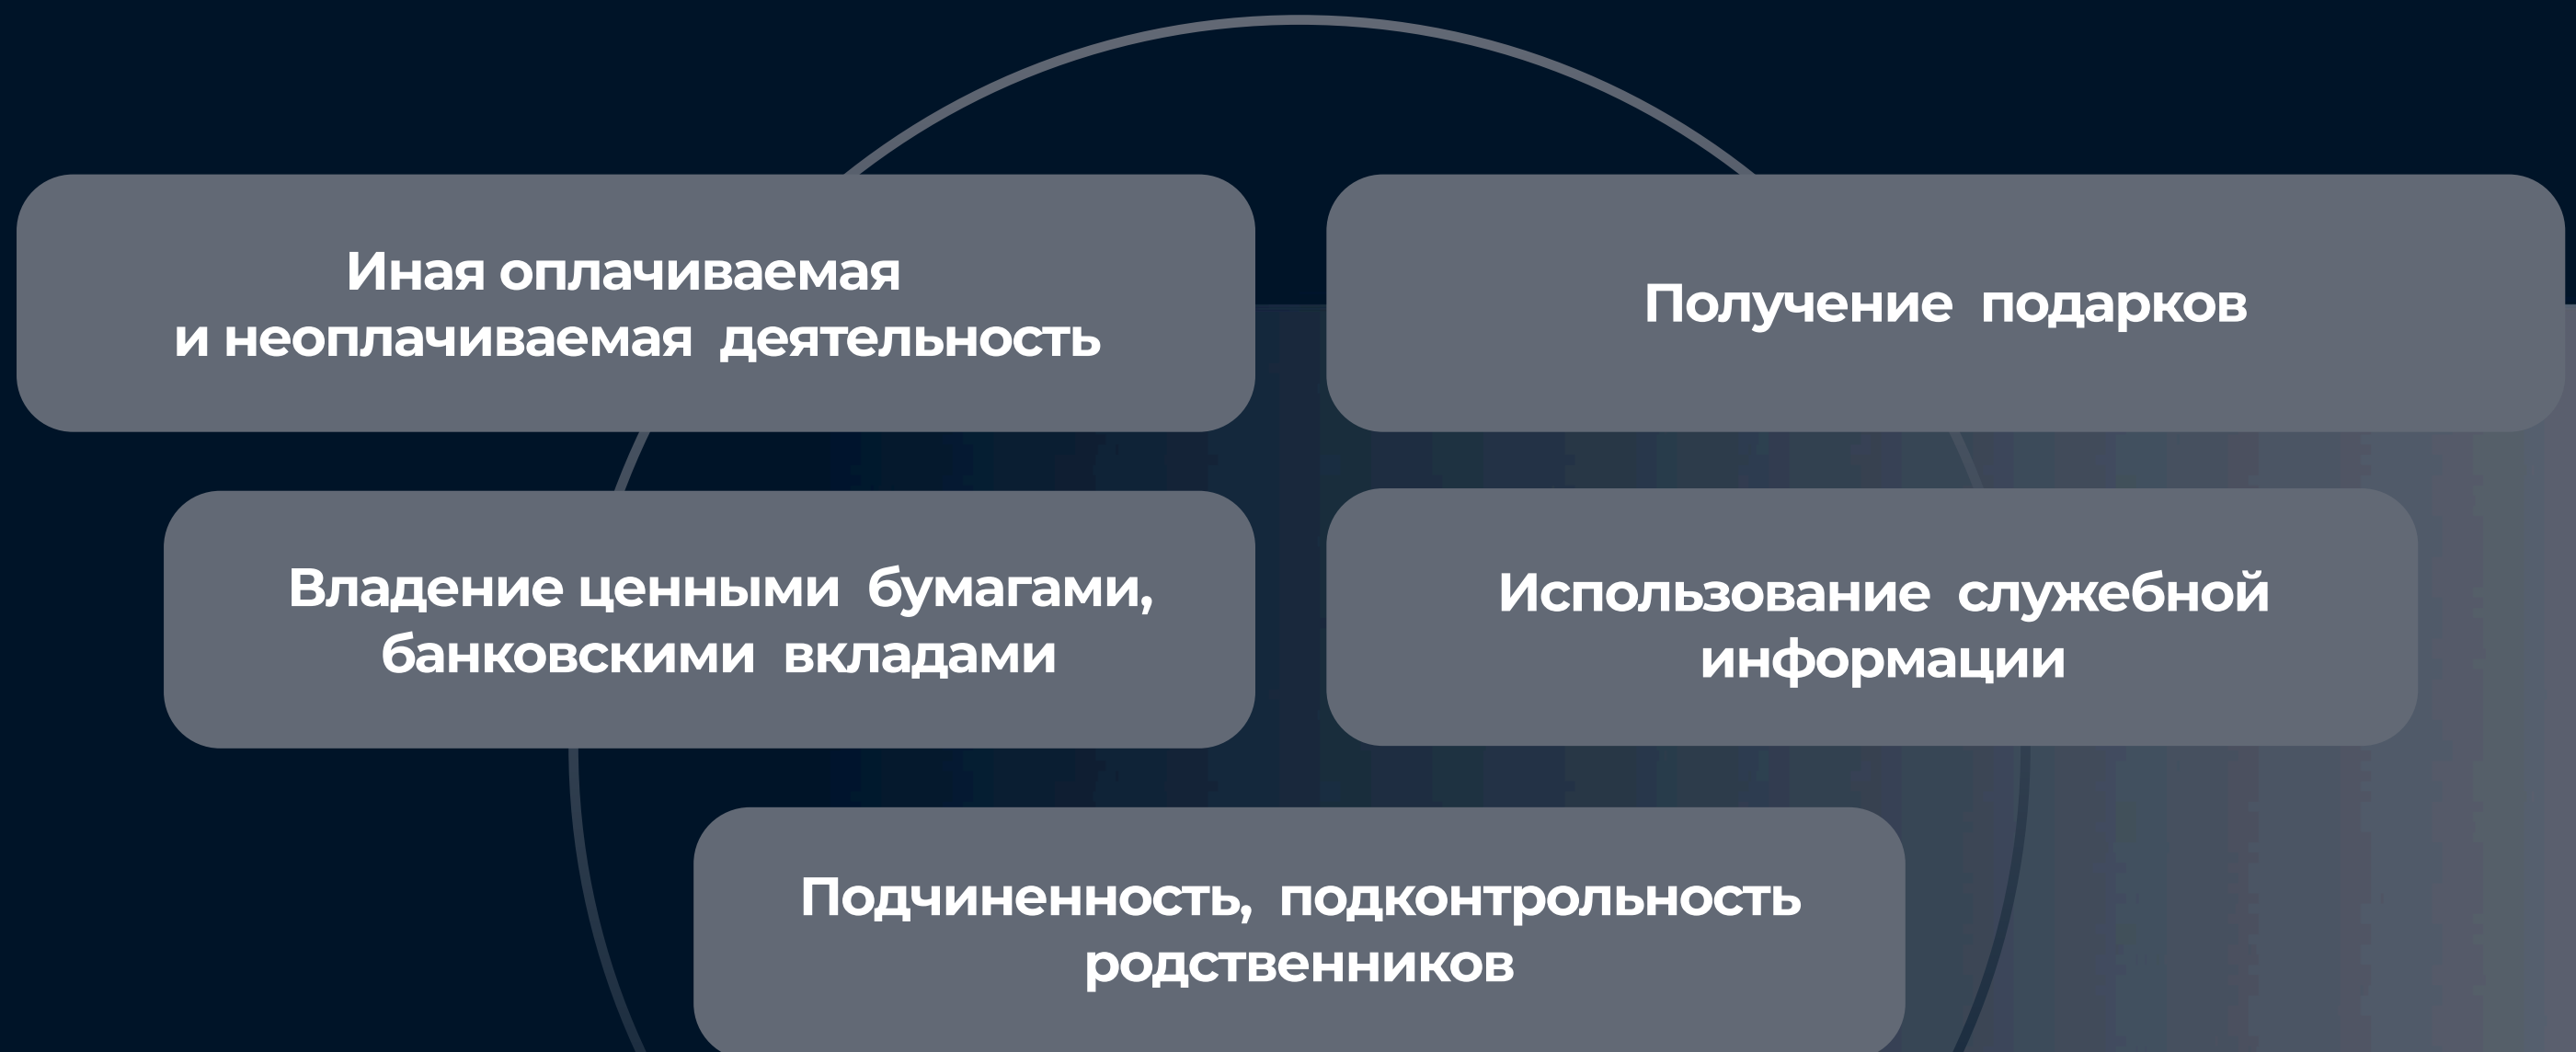 Иная оплачиваемая
и неоплачиваемая деятельность
Получение подарков
Владение ценными бумагами,
банковскими вкладами
Использование служебной
информации
Подчиненность, подконтрольность
родственников